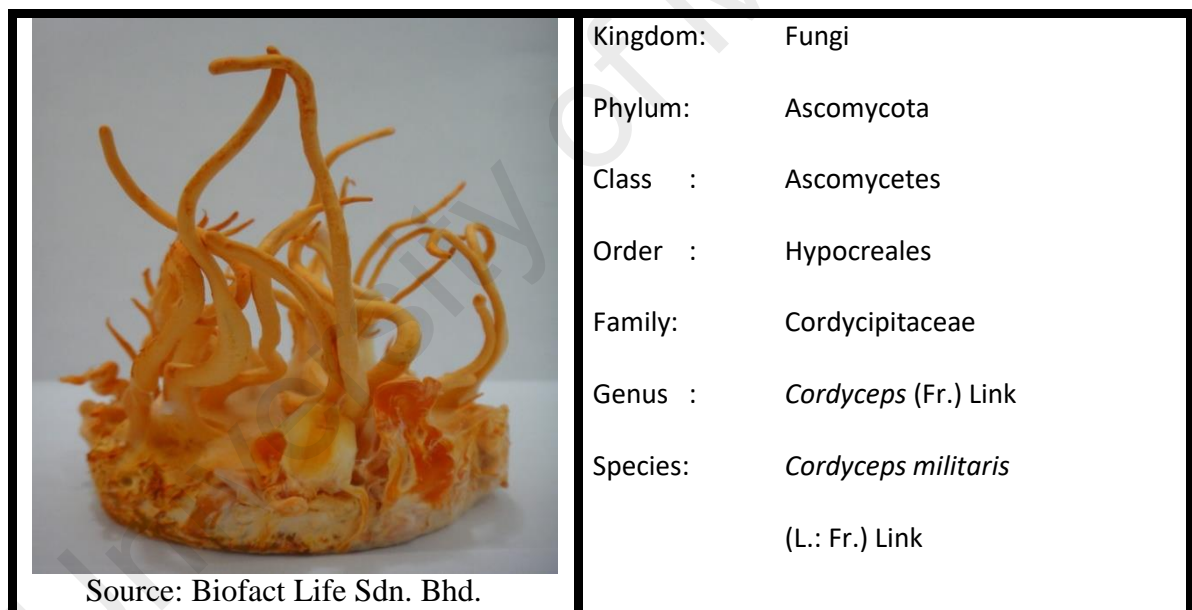 Kingdom: Fungi
Phylum: Ascomycota
Class : Ascomycetes
Order : Hypocreales
Family: Cordycipitaceae
Genus : Cordyceps (Fr.) Link
Species: Cordyceps militaris
(L.: Fr.) Link
Source: Biofact Life Sdn. Bhd.